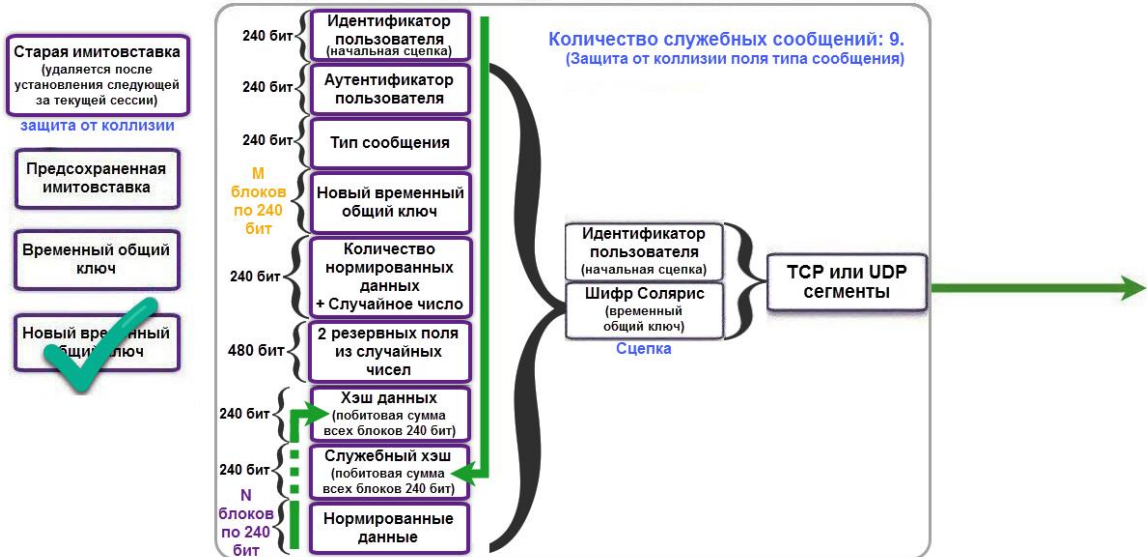 Старая имитовставка
(удаляется после
установления следующей
за текущей сессии)
защита от коллизии
Предсохраненная
имитовставка
Временный общий
ключ
Новый временный
общий ключ
240 бит
Идентификатор
пользователя
(начальная сцепка)
240 бит
Аутентификатор
пользователя
240 бит
Тип сообщения
M
блоков
по 240
бит
Новый временный
общий ключ
240 бит
Количество
нормированных
данных
+ Случайное число
480 бит
2 резервных поля
из случайных
чисел
240 бит
Хэш данных
(побитовая сумма
всех блоков 240 бит)
240 бит
Служебный хэш
(побитовая сумма
всех блоков 240 бит)
N
блоков
по 240
бит
Нормированные
данные
Количество служебных сообщений: 9.
(Защита от коллизии поля типа сообщения)
Идентификатор
пользователя
(начальная сцепка)
Шифр Солярис
(временный
общий ключ)
Сцепка
TCP или UDP
сегменты